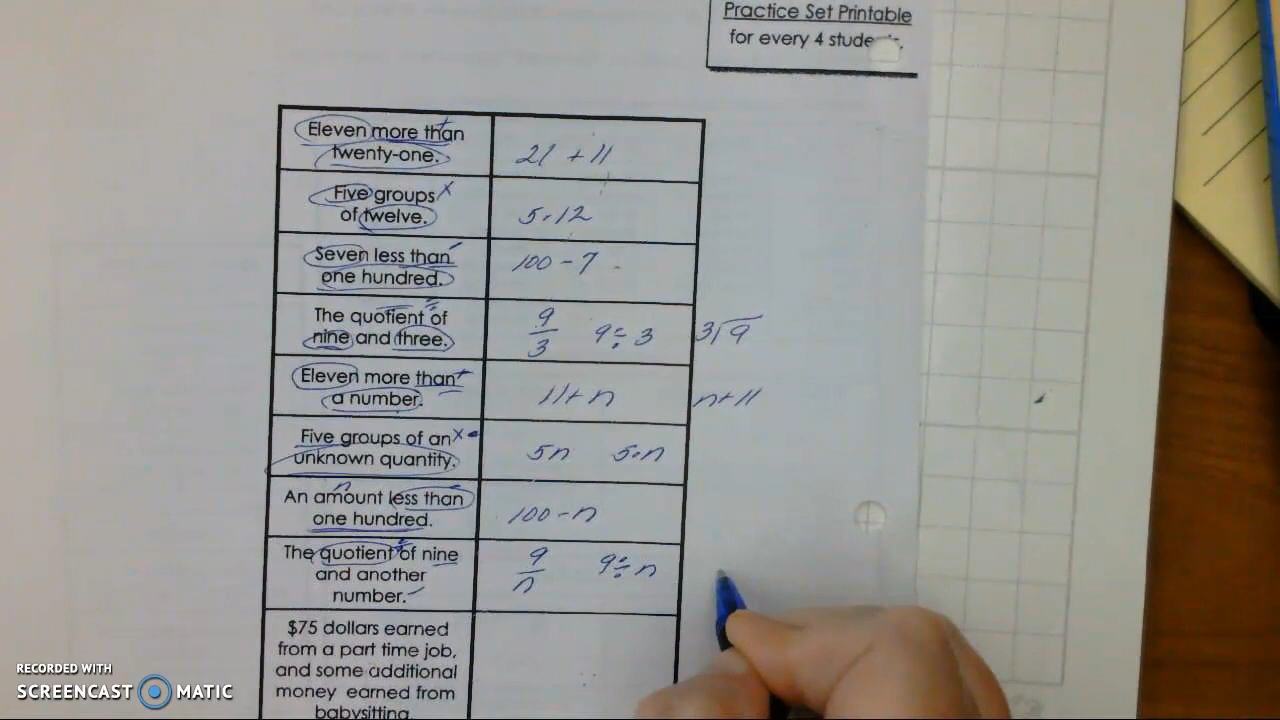 Practice Set Printable
for every 4 students.
Eleven more than
twenty-one.
+
21 + 11
Five groups
of twelve.
x
5·12
Seven less than
one hundred.
-
100 - 7
The quotient of
nine and three.
÷
9/3 9÷3 3⟌9
Eleven more than
a number.
+
11+n n+11
Five groups of an
unknown quantity.
x •
5n 5·n
An amount less than
one hundred.
n -
100-n
The quotient of nine
and another
number.
÷
9/n 9÷n
$75 dollars earned
from a part time job,
and some additional
money earned from
babysitting.
RECORDED WITH
SCREENCAST MATIC